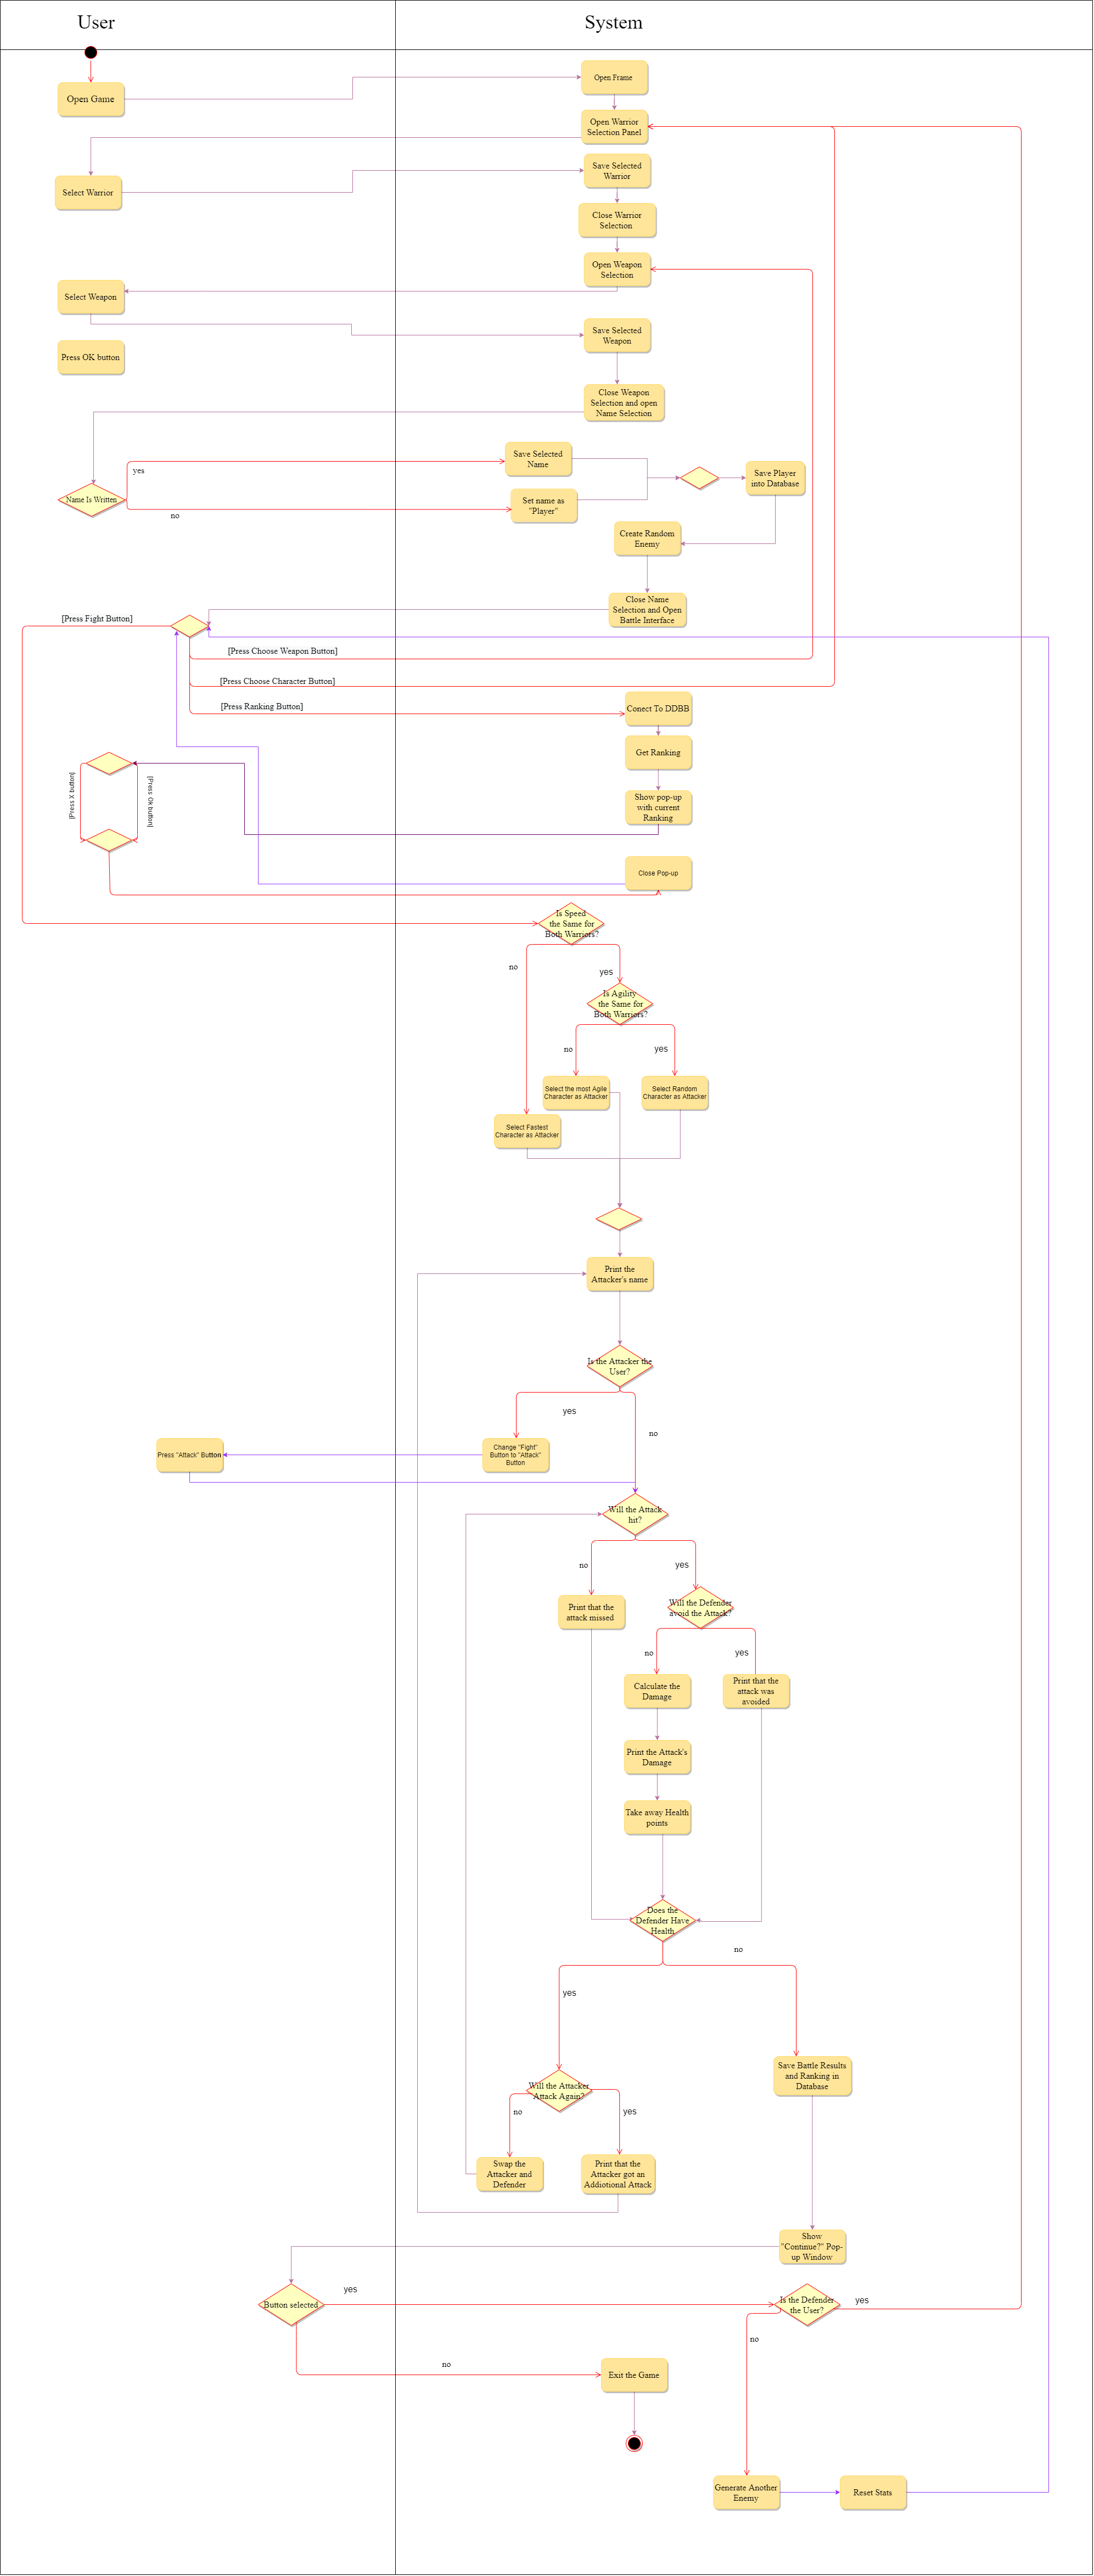 User
System
Open Game
Open Frame
Open Warrior
Selection Panel
Select Warrior
Save Selected
Warrior
Close Warrior
Selection
Open Weapon
Selection
Select Weapon
Save Selected
Weapon
Press OK button
Close Weapon
Selection and open
Name Selection
Name Is Written
yes
no
Save Selected
Name
Set name as
"Player"
Save Player
into Database
Create Random
Enemy
Close Name
Selection and Open
Battle Interface
[Press Fight Button]
[Press Choose Weapon Button]
[Press Choose Character Button]
[Press Ranking Button]
Conect To DDBB
Get Ranking
Show pop-up
with current
Ranking
[Press X button]
[Press Ok button]
Close Pop-up
Is Speed
the Same for
Both Warriors?
no
yes
Is Agility
the Same for
Both Warriors?
no
yes
Select the most Agile
Character as Attacker
Select Random
Character as Attacker
Select Fastest
Character as Attacker
Print the
Attacker's name
Is the Attacker the
User?
yes
no
Press "Attack" Button
Change "Fight"
Button to "Attack"
Button
Will the Attack
hit?
no
yes
Print that the
attack missed
Will the Defender
avoid the Attack?
no
yes
Calculate the
Damage
Print that the
attack was
avoided
Print the Attack's
Damage
Take away Health
points
Does the
Defender Have
Health
no
yes
Will the Attacker
Attack Again?
no
yes
Save Battle Results
and Ranking in
Database
Swap the
Attacker and
Defender
Print that the
Attacker got an
Addiotional Attack
Show
"Continue?" Pop-
up Window
Button selected
yes
no
Is the Defender
the User?
yes
no
Exit the Game
Generate Another
Enemy
Reset Stats